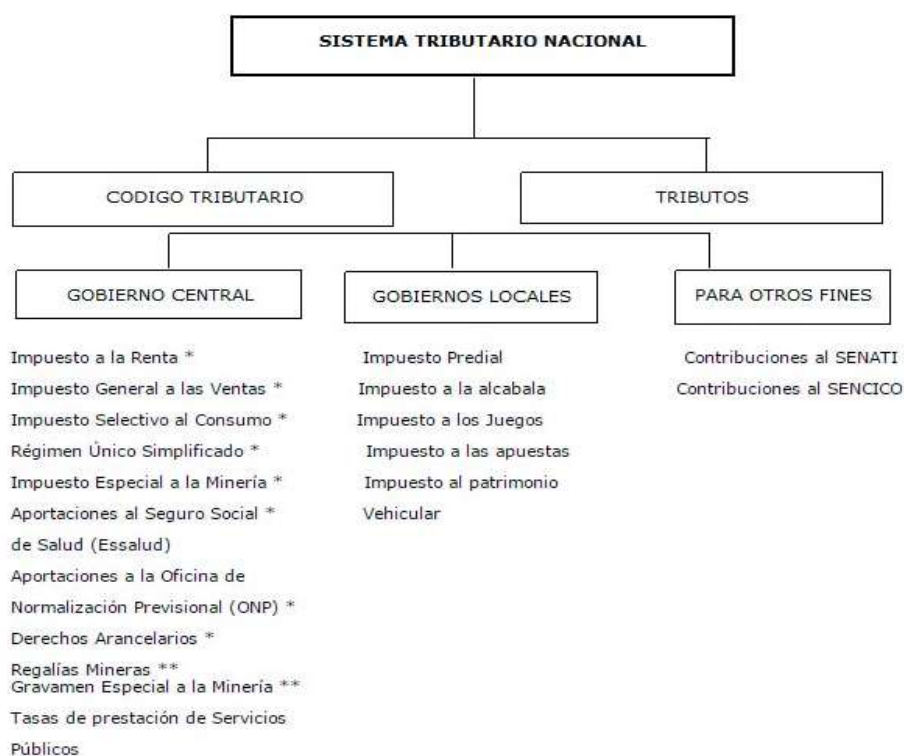 SISTEMA TRIBUTARIO NACIONAL
CODIGO TRIBUTARIO
TRIBUTOS
GOBIERNO CENTRAL
GOBIERNOS LOCALES
PARA OTROS FINES
Impuesto a la Renta *
Impuesto General a las Ventas *
Impuesto Selectivo al Consumo *
Régimen Único Simplificado *
Impuesto Especial a la Minería *
Aportaciones al Seguro Social *
de Salud (Essalud)
Aportaciones a la Oficina de
Normalización Previsional (ONP) *
Derechos Arancelarios *
Regalías Mineras **
Gravamen Especial a la Minería **
Tasas de prestación de Servicios
Públicos
Impuesto Predial
Impuesto a la alcabala
Impuesto a los Juegos
Impuesto a las apuestas
Impuesto al patrimonio
Vehicular
Contribuciones al SENATI
Contribuciones al SENCICO